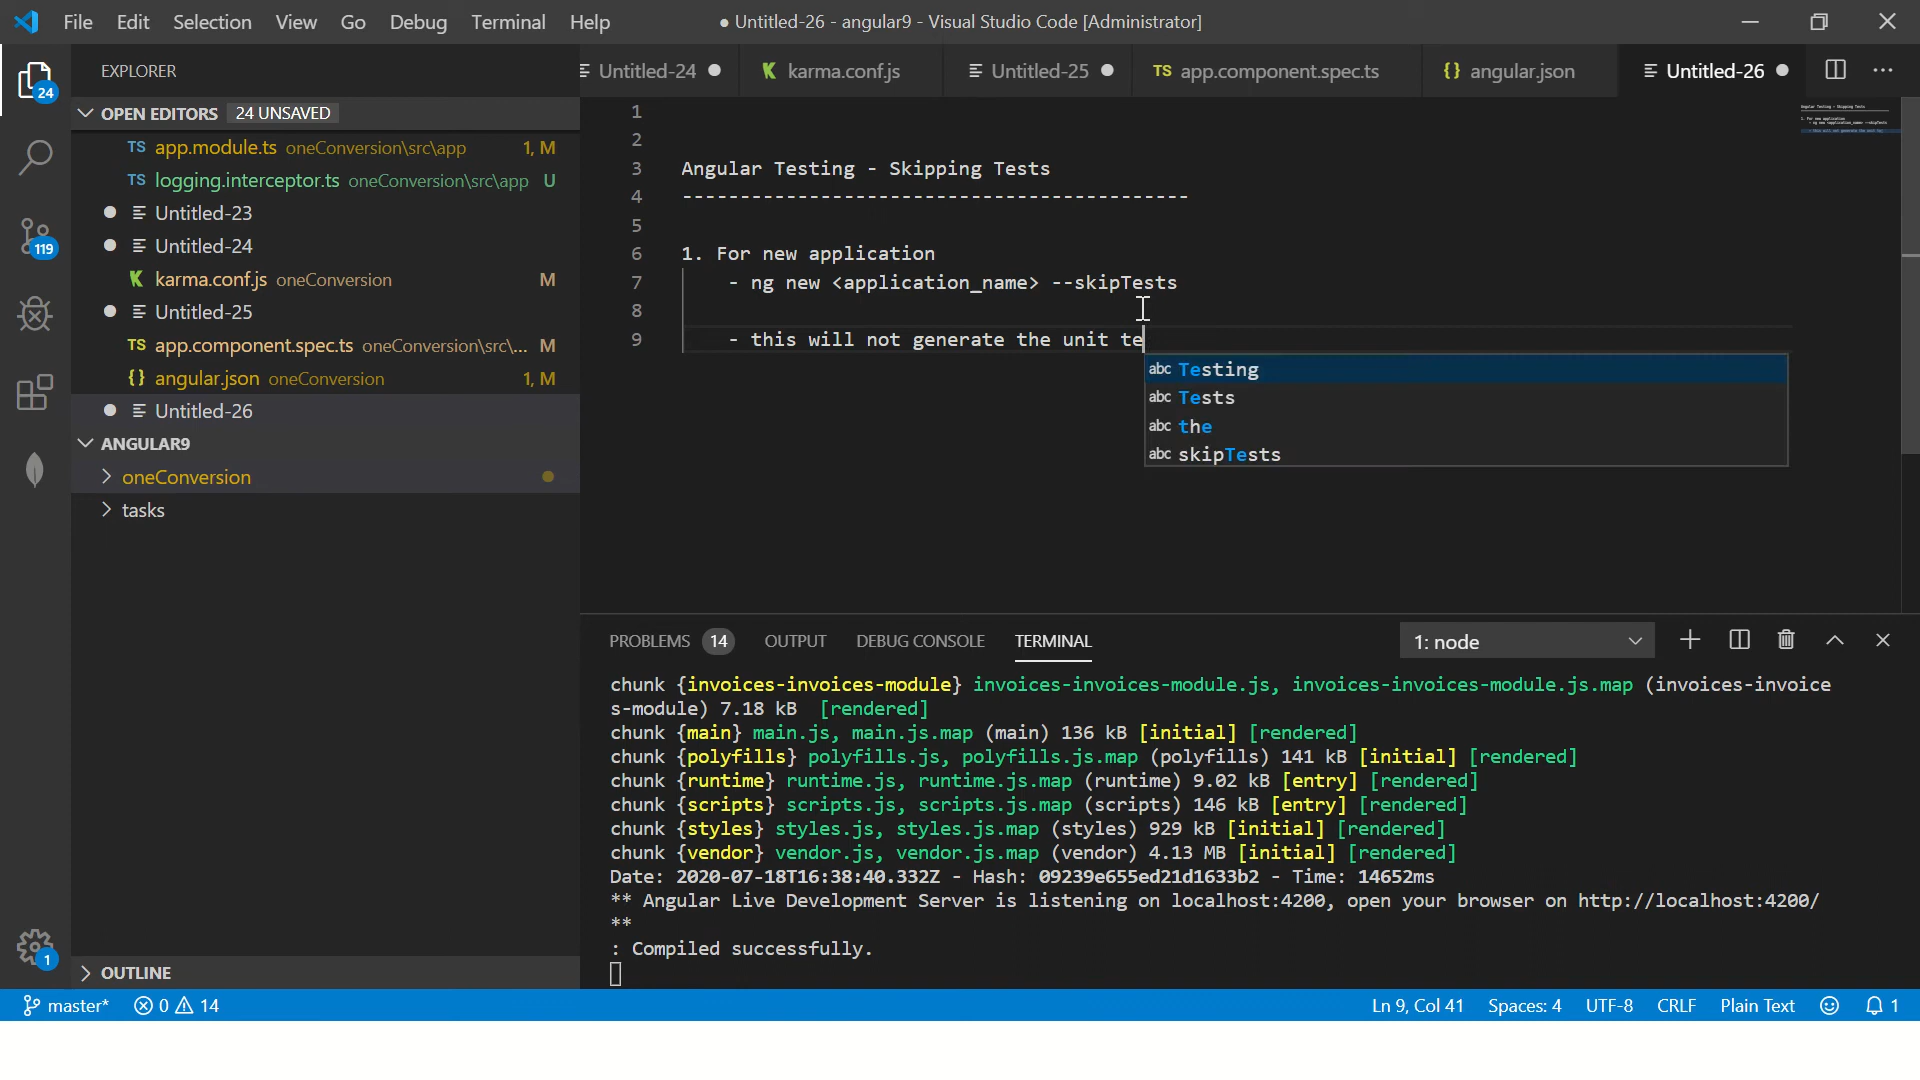 File Edit Selection View Go Debug Terminal Help
● Untitled-26 - angular9 - Visual Studio Code [Administrator]
EXPLORER
24
OPEN EDITORS 24 UNSAVED
TS app.module.ts oneConversion\src\app 1, M
TS logging.interceptor.ts oneConversion\src\app U
Untitled-23
Untitled-24
karma.conf.js oneConversion M
Untitled-25
TS app.component.spec.ts oneConversion\src\... M
{} angular.json oneConversion 1, M
Untitled-26
ANGULAR9
oneConversion
tasks
OUTLINE
119
1
Untitled-24 karma.conf.js Untitled-25 TS app.component.spec.ts {} angular.json Untitled-26
1
2
3 Angular Testing - Skipping Tests
4 --------------------------------------------
5
6 1. For new application
7 - ng new <application_name> --skipTests
8
9 - this will not generate the unit te
abc Testing
abc Tests
abc the
abc skipTests
PROBLEMS 14 OUTPUT DEBUG CONSOLE TERMINAL 1: node
chunk {invoices-invoices-module} invoices-invoices-module.js, invoices-invoices-module.js.map (invoices-invoice
s-module) 7.18 kB [rendered]
chunk {main} main.js, main.js.map (main) 136 kB [initial] [rendered]
chunk {polyfills} polyfills.js, polyfills.js.map (polyfills) 141 kB [initial] [rendered]
chunk {runtime} runtime.js, runtime.js.map (runtime) 9.02 kB [entry] [rendered]
chunk {scripts} scripts.js, scripts.js.map (scripts) 146 kB [entry] [rendered]
chunk {styles} styles.js, styles.js.map (styles) 929 kB [initial] [rendered]
chunk {vendor} vendor.js, vendor.js.map (vendor) 4.13 MB [initial] [rendered]
Date: 2020-07-18T16:38:40.332Z - Hash: 09239e655ed21d1633b2 - Time: 14652ms
** Angular Live Development Server is listening on localhost:4200, open your browser on http://localhost:4200/
**
: Compiled successfully.
master* 0 14 Ln 9, Col 41 Spaces: 4 UTF-8 CRLF Plain Text 1